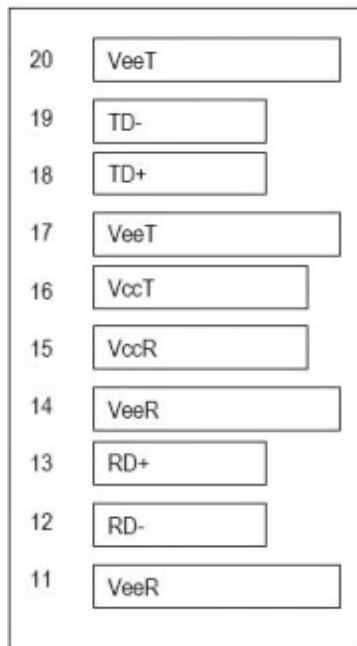 20 VeeT
19 TD-
18 TD+
17 VeeT
16 VccT
15 VccR
14 VeeR
13 RD+
12 RD-
11 VeeR